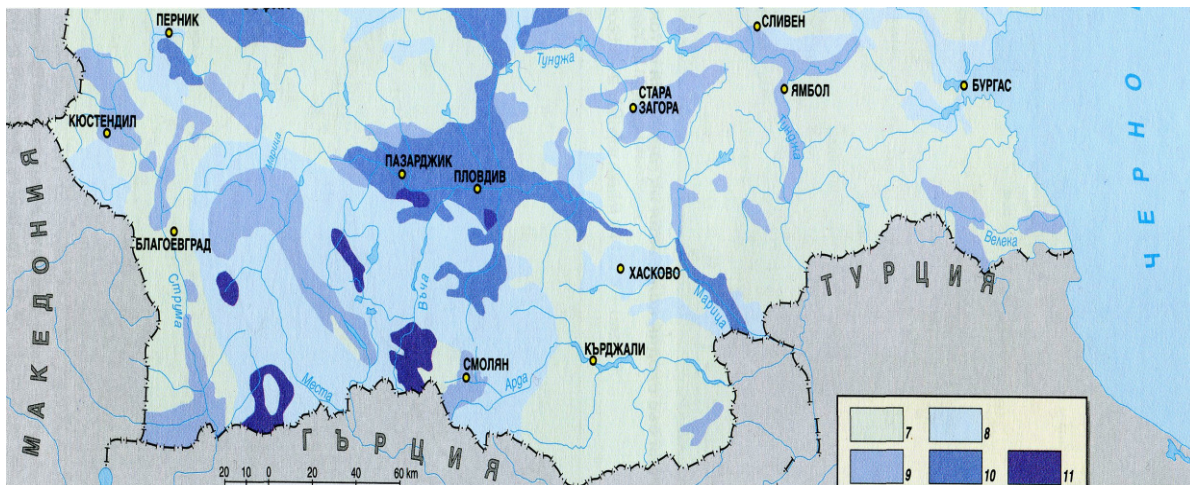 ПЕРНИК
СЛИВЕН
Тунджа
СТАРА
ЗАГОРА
ЯМБОЛ
БУРГАС
Тунджа
КЮСТЕНДИЛ
Марица
ПАЗАРДЖИК
ПЛОВДИВ
БЛАГОЕВГРАД
Струма
Въча
ХАСКОВО
Марица
Велека
ТУРЦИЯ
МАКЕДОНИЯ
ЧЕРНО
КЪРДЖАЛИ
СМОЛЯН
Арда
Места
ГЪРЦИЯ
20 10 0 20 40 60 km
7 8
9 10 11